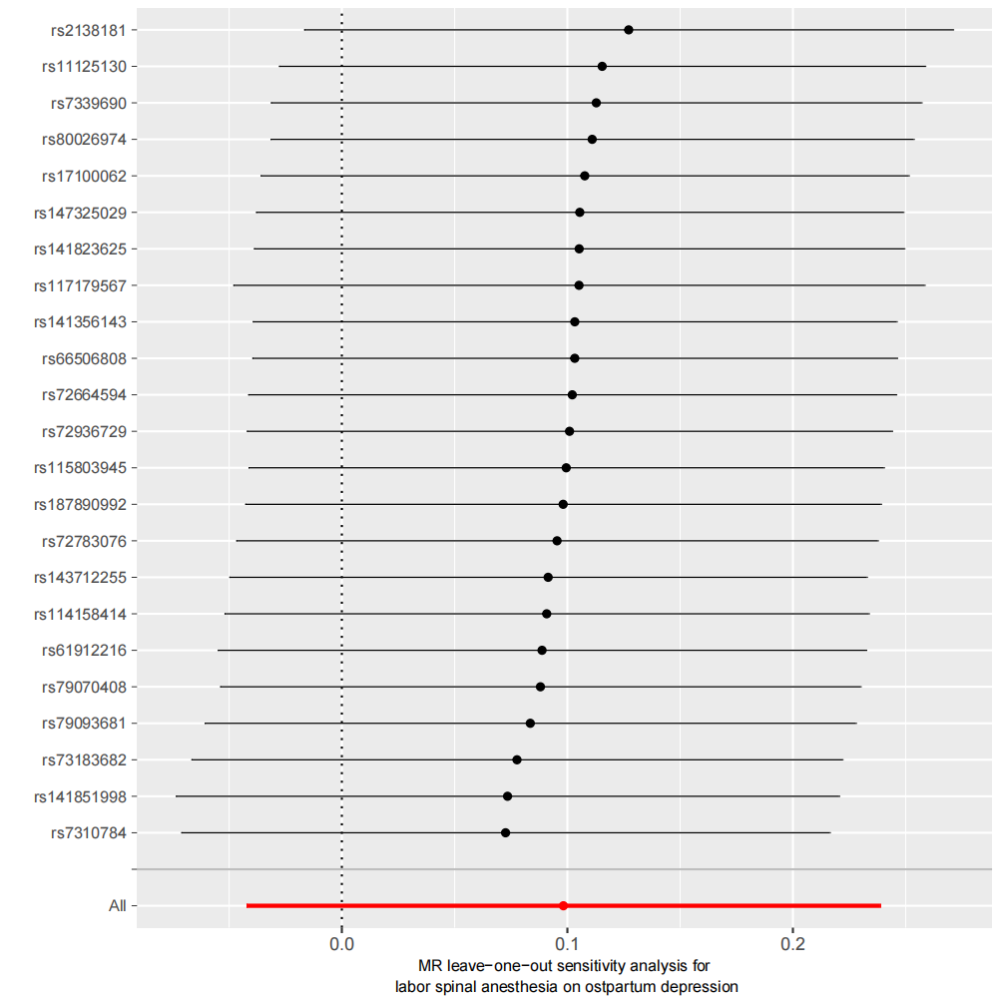 rs2138181
rs11125130
rs7339690
rs80026974
rs17100062
rs147325029
rs141823625
rs117179567
rs141356143
rs66506808
rs72664594
rs72936729
rs115803945
rs187890992
rs72783076
rs143712255
rs114158414
rs61912216
rs79070408
rs79093681
rs73183682
rs141851998
rs7310784
All
0.0 0.1 0.2
MR leave−one−out sensitivity analysis for
labor spinal anesthesia on ostpartum depression